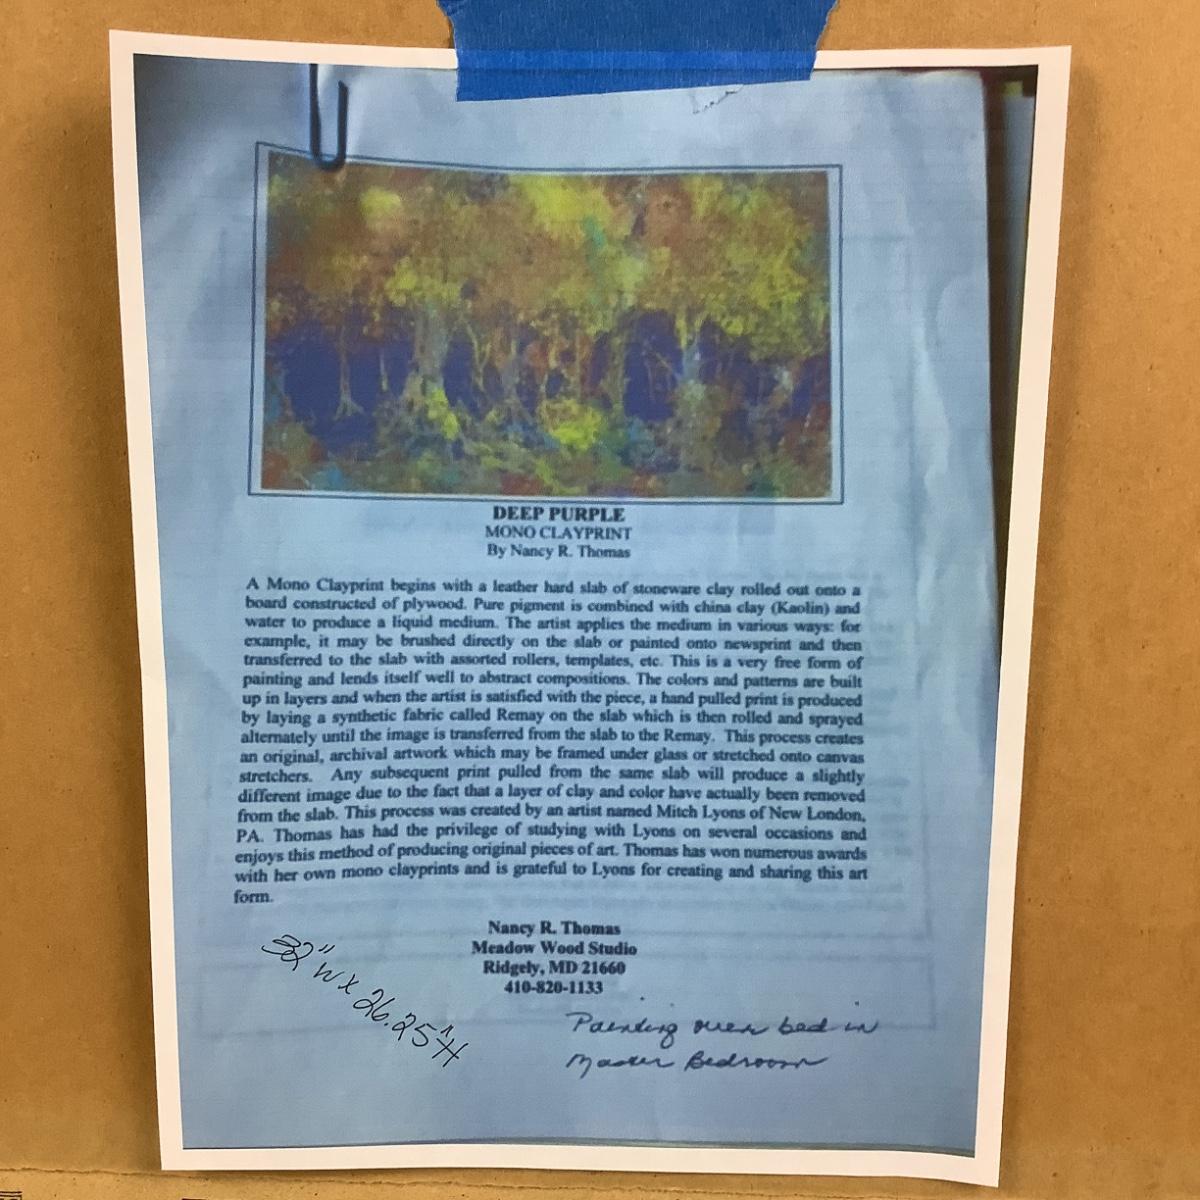 DEEP PURPLE
MONO CLAYPRINT
By Nancy R. Thomas
A Mono Clayprint begins with a leather hard slab of stoneware clay rolled out onto a
board constructed of plywood. Pure pigment is combined with china clay (Kaolin) and
water to produce a liquid medium. The artist applies the medium in various ways: for
example, it may be brushed directly on the slab or painted onto newsprint and then
transferred to the slab with assorted rollers, templates, etc. This is a very free form of
painting and lends itself well to abstract compositions. The colors and patterns are built
up in layers and when the artist is satisfied with the piece, a hand pulled print is produced
by laying a synthetic fabric called Remay on the slab which is then rolled and sprayed
alternately until the image is transferred from the slab to the Remay. This process creates
an original, archival artwork which may be framed under glass or stretched onto canvas
stretchers. Any subsequent print pulled from the same slab will produce a slightly
different image due to the fact that a layer of clay and color have actually been removed
from the slab. This process was created by an artist named Mitch Lyons of New London,
PA. Thomas has had the privilege of studying with Lyons on several occasions and
enjoys this method of producing original pieces of art. Thomas has won numerous awards
with her own mono clayprints and is grateful to Lyons for creating and sharing this art
form.
Nancy R. Thomas
Meadow Wood Studio
Ridgely, MD 21660
410-820-1133
32" W x 26.25" H
Painting over bed in
Master Bedroom